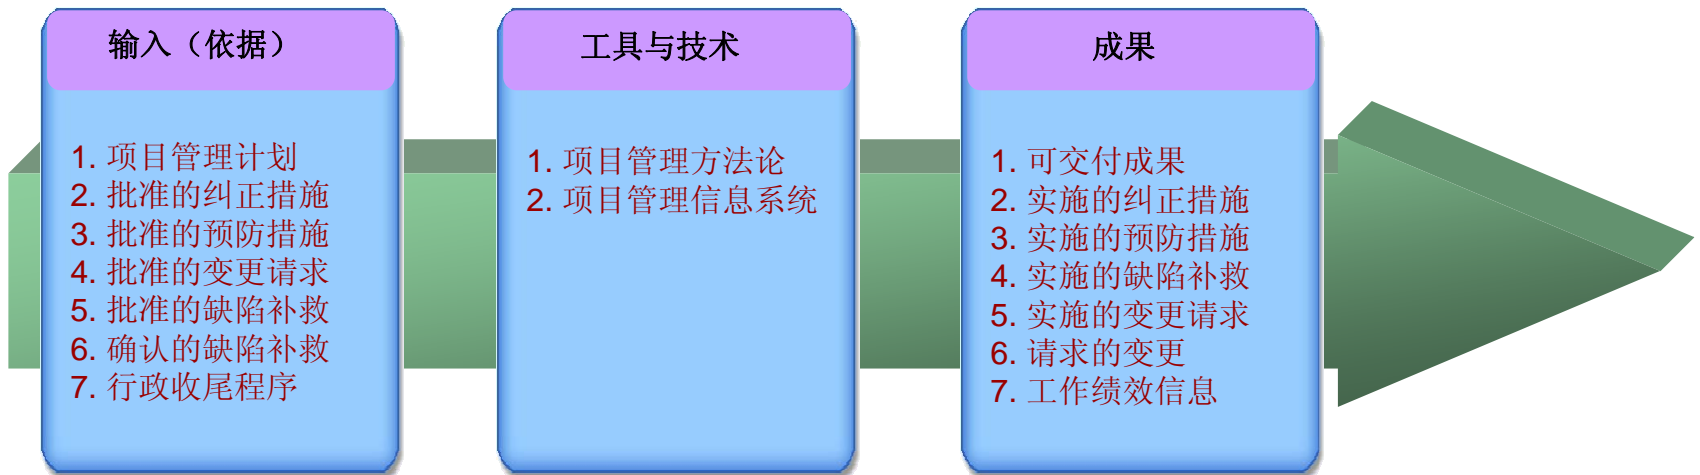 输入（依据）
1. 项目管理计划
2. 批准的纠正措施
3. 批准的预防措施
4. 批准的变更请求
5. 批准的缺陷补救
6. 确认的缺陷补救
7. 行政收尾程序
工具与技术
1. 项目管理方法论
2. 项目管理信息系统
成果
1. 可交付成果
2. 实施的纠正措施
3. 实施的预防措施
4. 实施的缺陷补救
5. 实施的变更请求
6. 请求的变更
7. 工作绩效信息